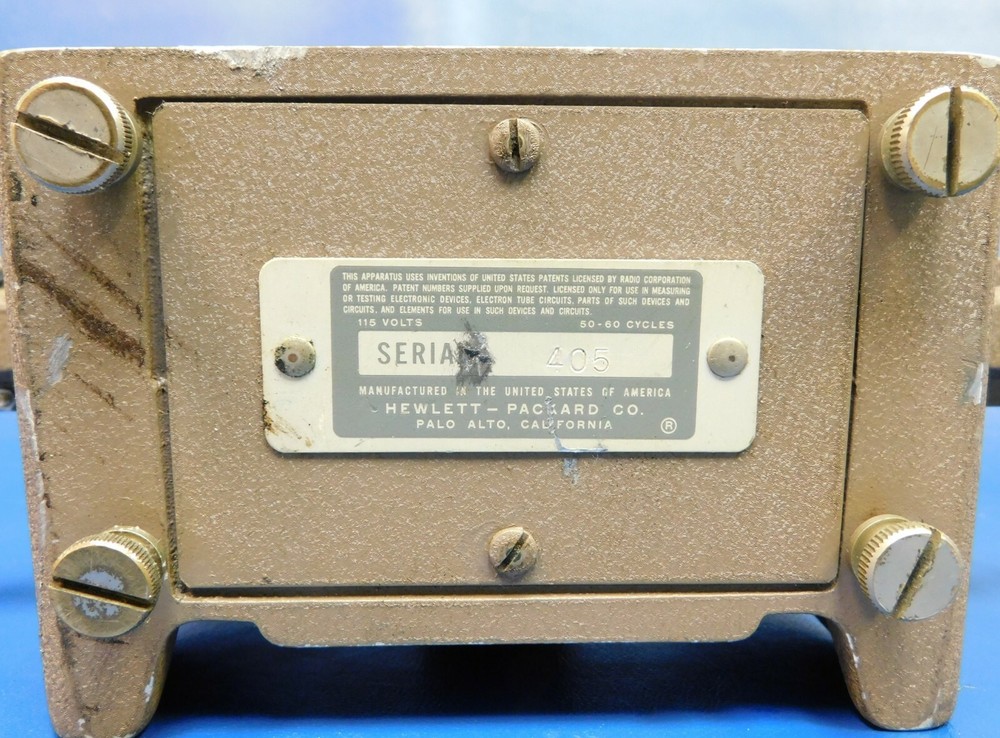 THIS APPARATUS USES INVENTIONS OF UNITED STATES PATENTS LICENSED BY RADIO CORPORATION
OF AMERICA. PATENT NUMBERS SUPPLIED UPON REQUEST. LICENSED ONLY FOR USE IN MEASURING
OR TESTING ELECTRONIC DEVICES, ELECTRON TUBE CIRCUITS, PARTS OF SUCH DEVICES AND
CIRCUITS, AND ELEMENTS FOR USE IN SUCH DEVICES AND CIRCUITS.
115 VOLTS 50-60 CYCLES
SERIAL 405
MANUFACTURED IN THE UNITED STATES OF AMERICA
HEWLETT – PACKARD CO.
PALO ALTO, CALIFORNIA ®